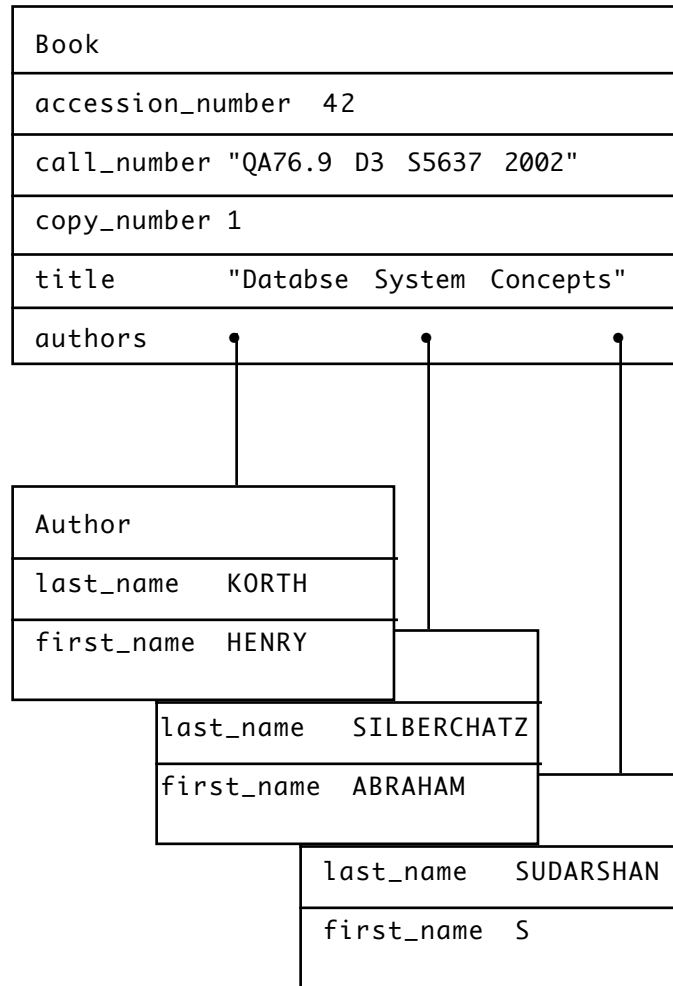 Book
accession_number 42
call_number "QA76.9 D3 S5637 2002"
copy_number 1
title "Databse System Concepts"
authors
Author
last_name KORTH
first_name HENRY
last_name SILBERCHATZ
first_name ABRAHAM
last_name SUDARSHAN
first_name S